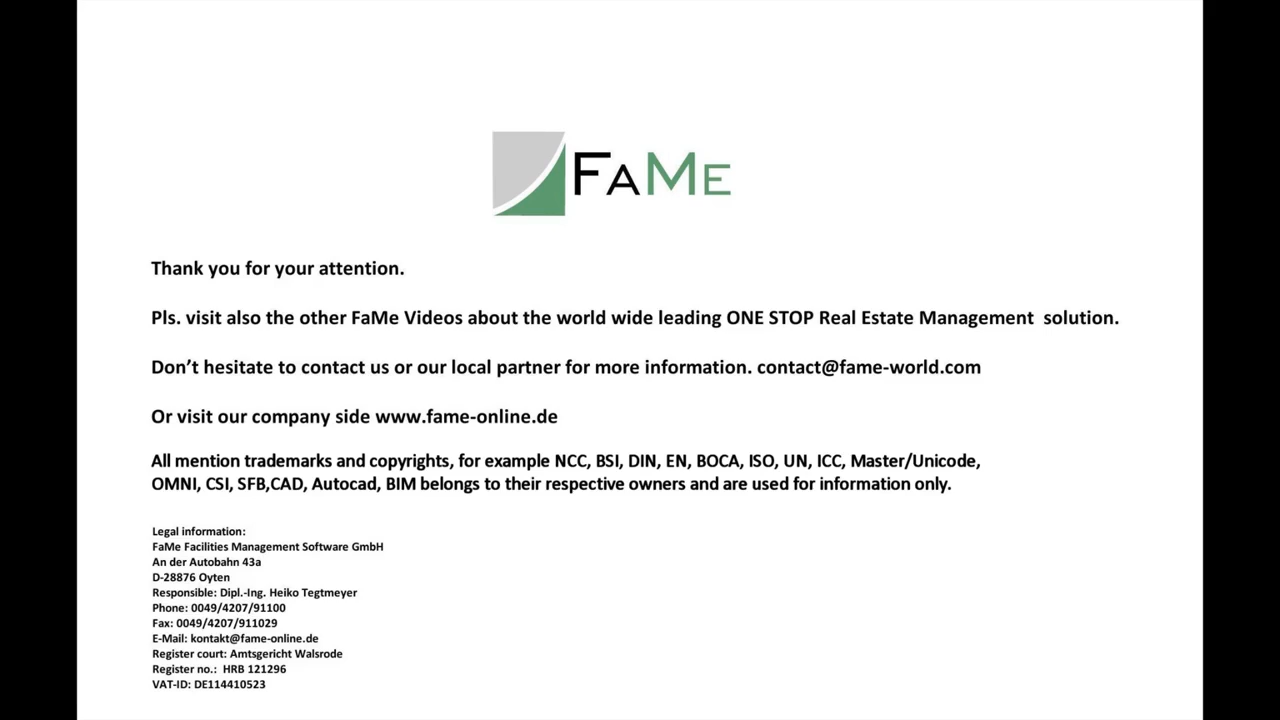 FaMe
Thank you for your attention.
Pls. visit also the other FaMe Videos about the world wide leading ONE STOP Real Estate Management solution.
Don’t hesitate to contact us or our local partner for more information. contact@fame-world.com
Or visit our company side www.fame-online.de
All mention trademarks and copyrights, for example NCC, BSI, DIN, EN, BOCA, ISO, UN, ICC, Master/Unicode,
OMNI, CSI, SFB,CAD, Autocad, BIM belongs to their respective owners and are used for information only.
Legal information:
FaMe Facilities Management Software GmbH
An der Autobahn 43a
D-28876 Oyten
Responsible: Dipl.-Ing. Heiko Tegtmeyer
Phone: 0049/4207/91100
Fax: 0049/4207/911029
E-Mail: kontakt@fame-online.de
Register court: Amtsgericht Walsrode
Register no.: HRB 121296
VAT-ID: DE114410523